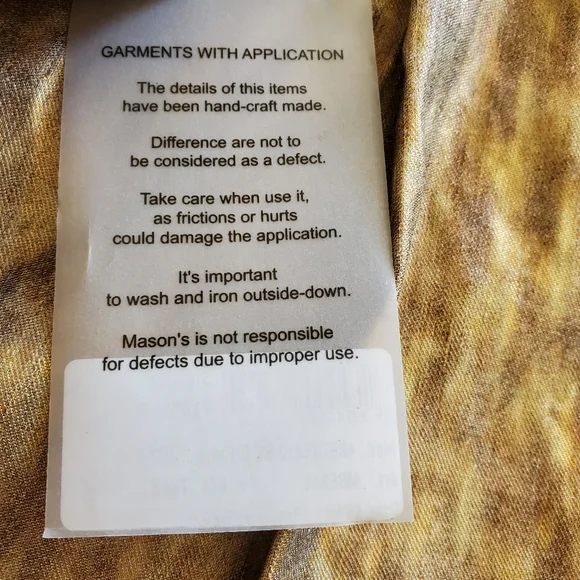 GARMENTS WITH APPLICATION
The details of this items
have been hand-craft made.
Difference are not to
be considered as a defect.
Take care when use it,
as frictions or hurts
could damage the application.
It's important
to wash and iron outside-down.
Mason's is not responsible
for defects due to improper use.